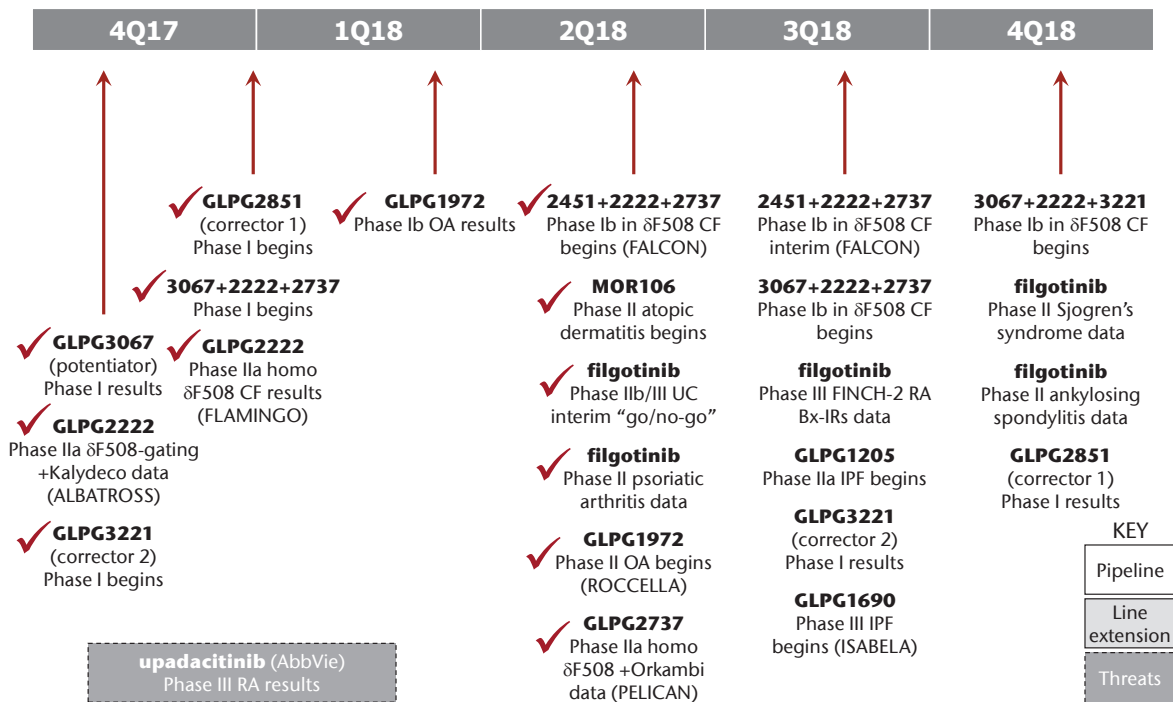 4Q17
1Q18
2Q18
3Q18
4Q18
GLPG3067
(potentiator)
Phase I results
GLPG2222
Phase IIa δF508-gating
+Kalydeco data
(ALBATROSS)
GLPG3221
(corrector 2)
Phase I begins
GLPG2851
(corrector 1)
Phase I begins
3067+2222+2737
Phase I begins
GLPG2222
Phase IIa homo
δF508 CF results
(FLAMINGO)
upadacitinib (AbbVie)
Phase III RA results
GLPG1972
Phase Ib OA results
2451+2222+2737
Phase Ib in δF508 CF
begins (FALCON)
MOR106
Phase II atopic
dermatitis begins
filgotinib
Phase IIb/III UC
interim “go/no-go”
filgotinib
Phase II psoriatic
arthritis data
GLPG1972
Phase II OA begins
(ROCCELLA)
GLPG2737
Phase IIa homo
δF508 +Orkambi
data (PELICAN)
2451+2222+2737
Phase Ib in δF508 CF
interim (FALCON)
3067+2222+2737
Phase Ib in δF508 CF
begins
filgotinib
Phase III FINCH-2 RA
Bx-IRs data
GLPG1205
Phase IIa IPF begins
GLPG3221
(corrector 2)
Phase I results
GLPG1690
Phase III IPF
begins (ISABELA)
3067+2222+3221
Phase Ib in δF508 CF
begins
filgotinib
Phase II Sjogren’s
syndrome data
filgotinib
Phase II ankylosing
spondylitis data
GLPG2851
(corrector 1)
Phase I results
KEY
Pipeline
Line
extension
Threats